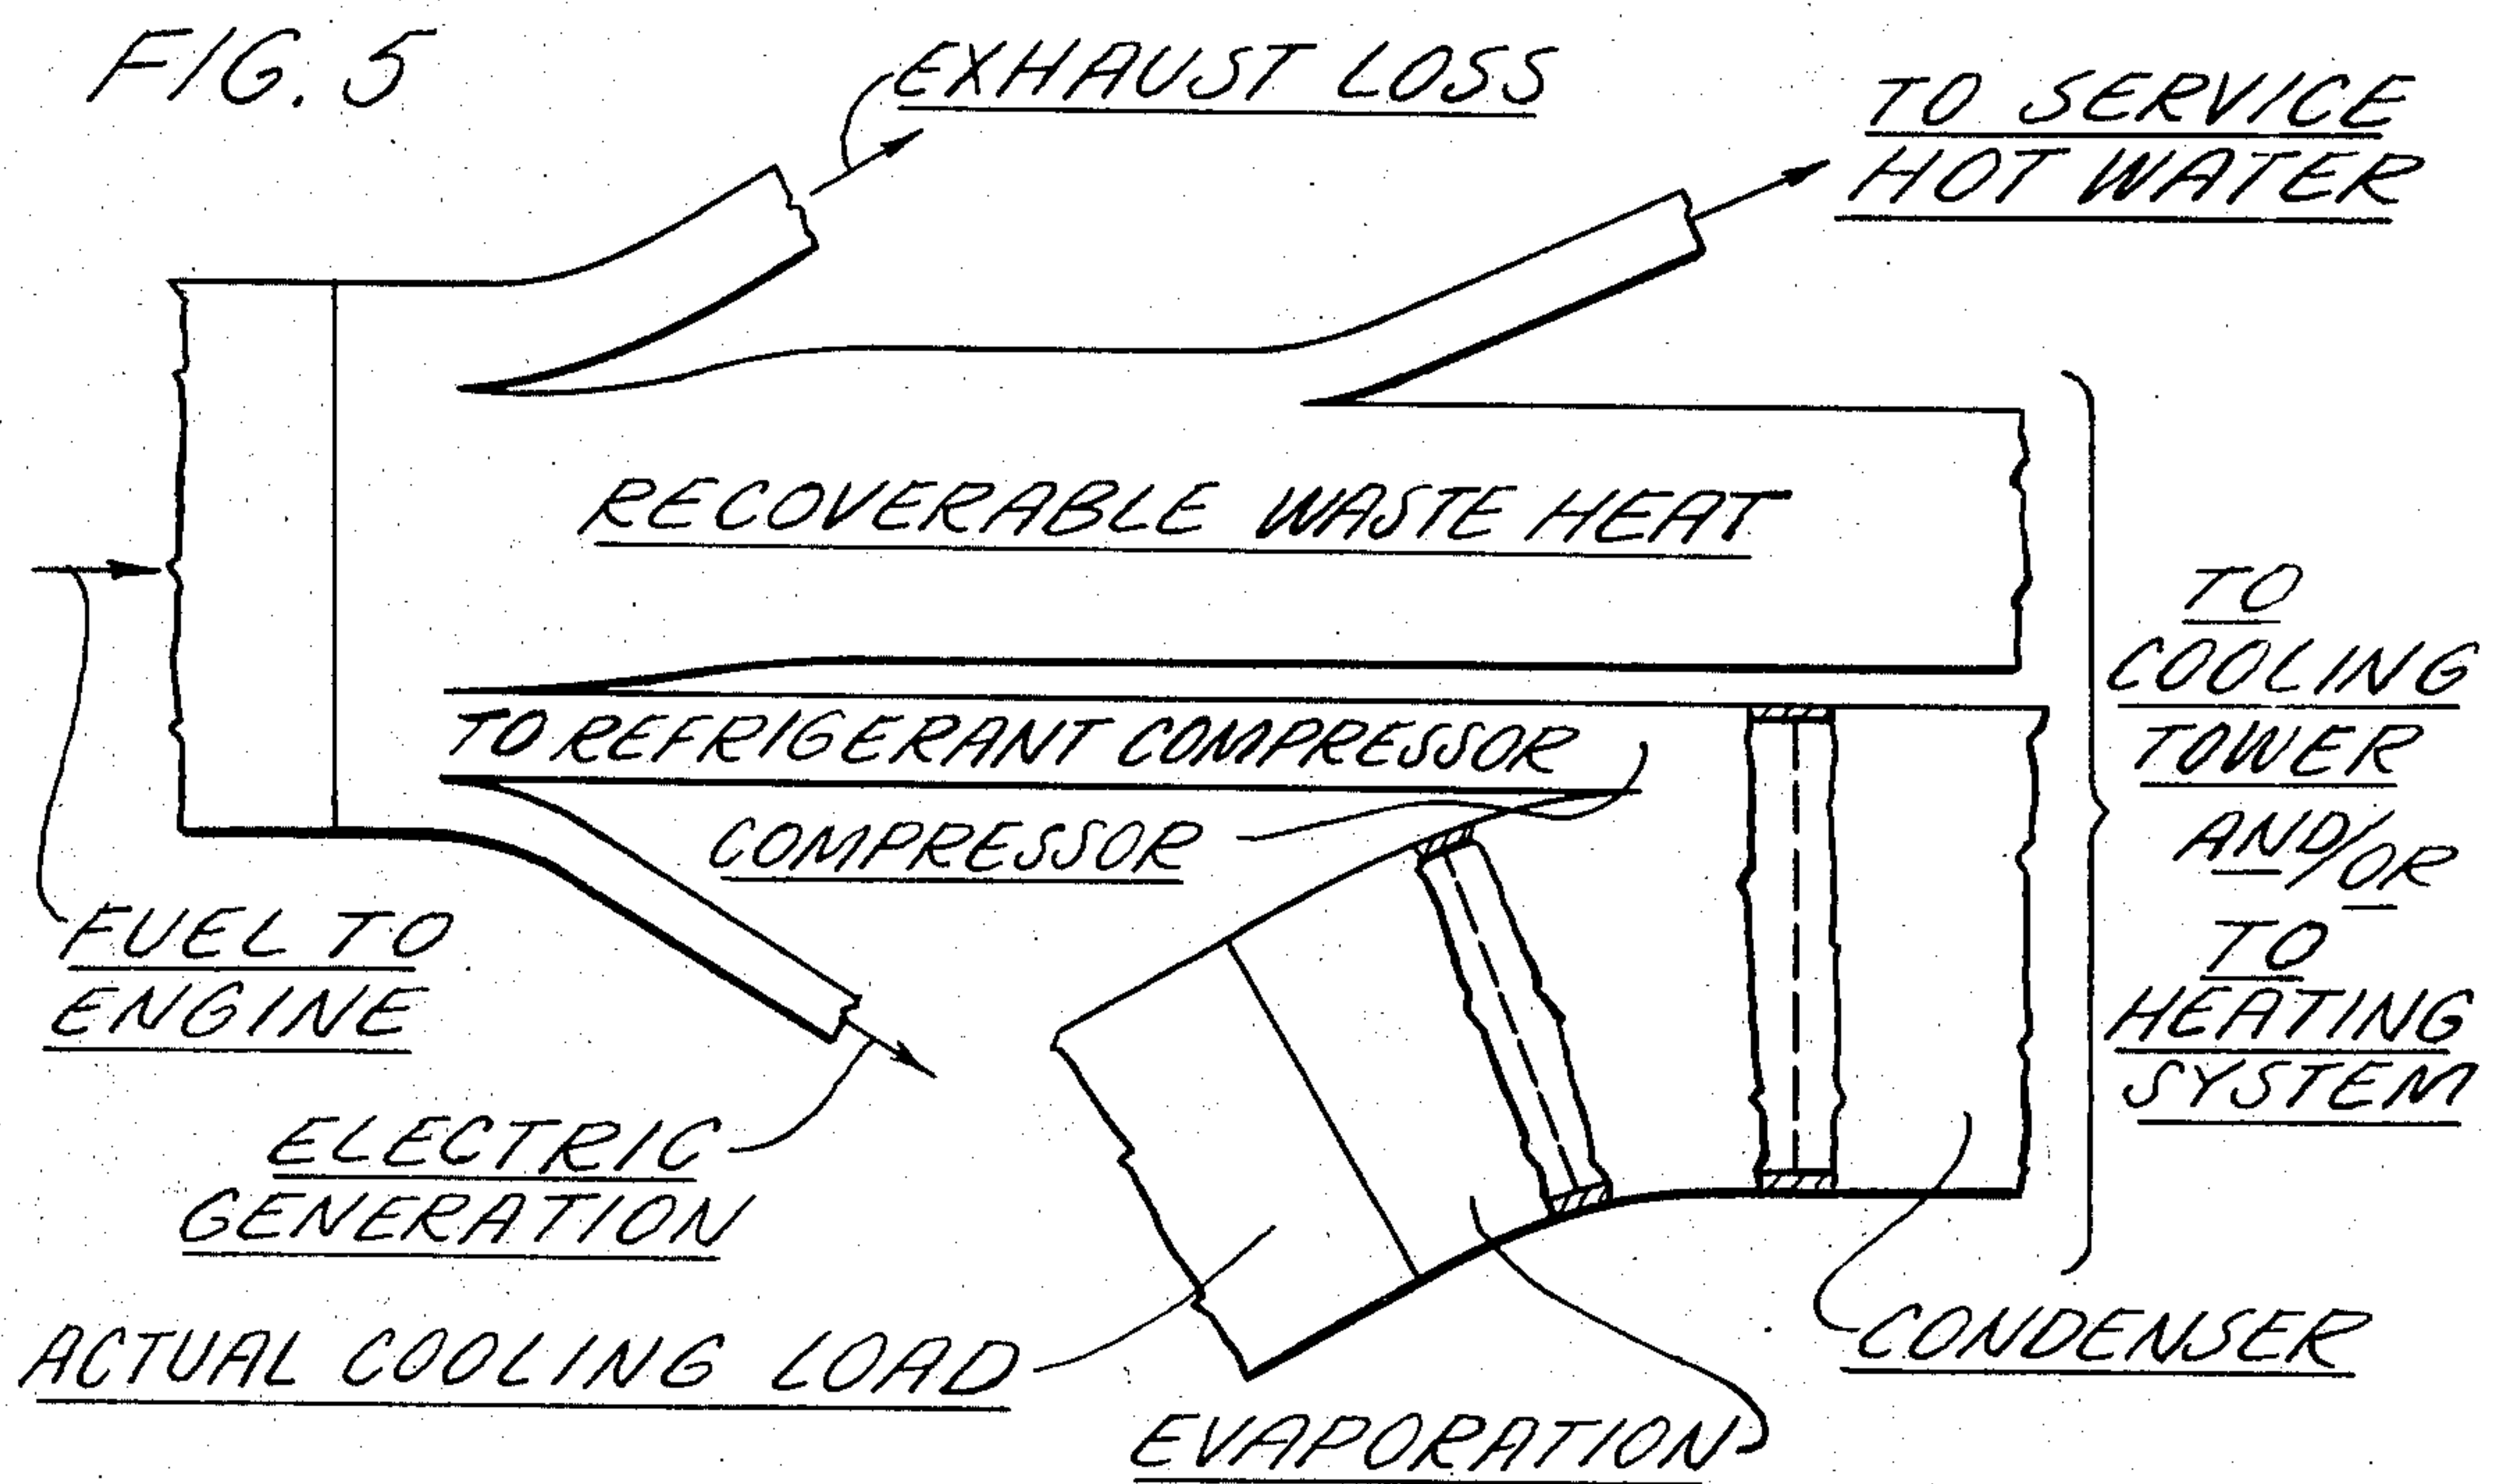 FIG. 5
EXHAUST LOSS
TO SERVICE
HOT WATER
RECOVERABLE WASTE HEAT
TO REFRIGERANT COMPRESSOR
COMPRESSOR
TO
COOLING
TOWER
AND/OR
TO
HEATING
SYSTEM
FUEL TO
ENGINE
ELECTRIC
GENERATION
ACTUAL COOLING LOAD
EVAPORATION
CONDENSER